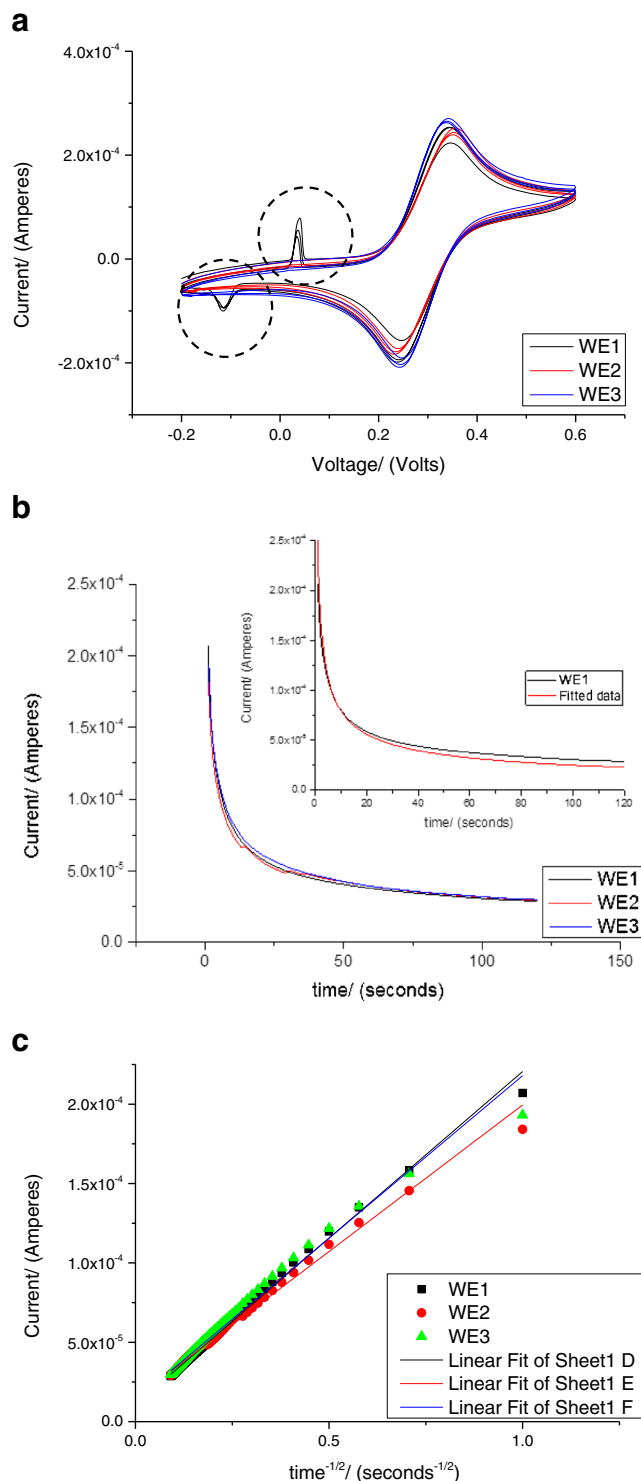 a
4.0x10-4
2.0x10-4
0.0
-2.0x10-4
Current/ (Amperes)
WE1
WE2
WE3
-0.2 0.0 0.2 0.4 0.6
Voltage/ (Volts)
b
2.5x10-4
2.0x10-4
1.5x10-4
1.0x10-4
5.0x10-5
0.0
Current/ (Amperes)
2.5x10-4
2.0x10-4
1.5x10-4
1.0x10-4
5.0x10-5
0.0
Current/ (Amperes)
WE1
Fitted data
0 20 40 60 80 100 120
time/ (seconds)
WE1
WE2
WE3
0 50 100 150
time/ (seconds)
c
2.0x10-4
1.5x10-4
1.0x10-4
5.0x10-5
0.0
Current/ (Amperes)
WE1
WE2
WE3
Linear Fit of Sheet1 D
Linear Fit of Sheet1 E
Linear Fit of Sheet1 F
0.0 0.5 1.0
time-1/2/ (seconds-1/2)